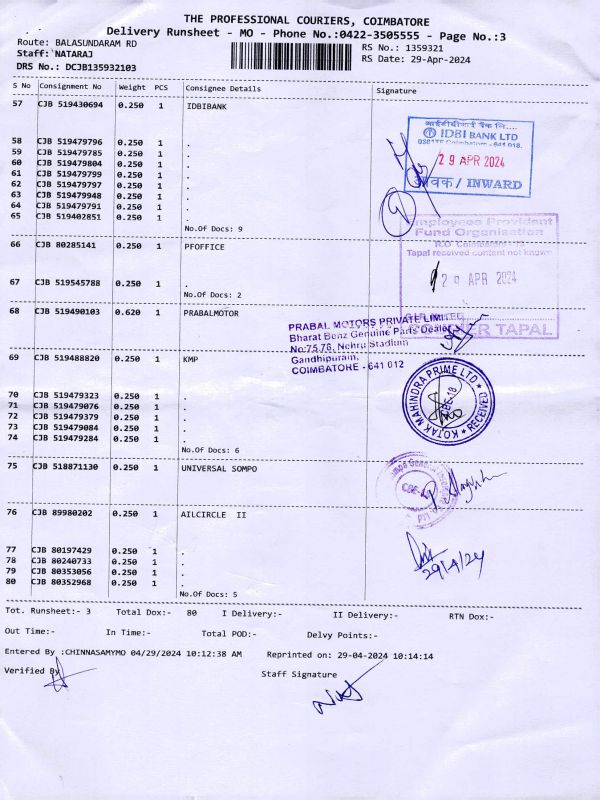 THE PROFESSIONAL COURIERS, COIMBATORE
Delivery Runsheet - MO - Phone No.:0422-3505555 - Page No.:3
Route: BALASUNDARAM RD
RS No.: 1359321
Staff: NATARAJ
RS Date: 29-Apr-2024
DRS No.: DCJB135932103
S No Consignment No Weight PCS Consignee Details Signature
57 CJB 519430694 0.250 1 IDBIBANK
आईडीबीआई बैंक लि....
IDBI BANK LTD
Coimbatore - 641 018.
29 APR 2024
आवक / INWARD
58 CJB 519479796 0.250 1 .
59 CJB 519479785 0.250 1 .
60 CJB 519479804 0.250 1 .
61 CJB 519479799 0.250 1 .
62 CJB 519479797 0.250 1 .
63 CJB 519479948 0.250 1 .
64 CJB 519479791 0.250 1 .
65 CJB 519402851 0.250 1 .
No.Of Docs: 9
Employees Provident
Fund Organisation
Tapal received content not known
29 APR 2024
TAPAL
66 CJB 80285141 0.250 1 PFOFFICE
67 CJB 519545788 0.250 1 .
No.Of Docs: 2
68 CJB 519490103 0.620 1 PRABALMOTOR
PRABAL MOTORS PRIVATE LIMITED
Bharat Benz Genuine Parts Dealer
No:75,76, Nehru Stadium
Gandhipuram,
COIMBATORE - 641 012
69 CJB 519488820 0.250 1 KMP
KOTAK MAHINDRA PRIME LTD
CBE-18
RECEIVED
70 CJB 519479323 0.250 1 .
71 CJB 519479076 0.250 1 .
72 CJB 519479379 0.250 1 .
73 CJB 519479084 0.250 1 .
74 CJB 519479284 0.250 1 .
No.Of Docs: 6
75 CJB 518871130 0.250 1 UNIVERSAL SOMPO
76 CJB 89980202 0.250 1 AILCIRCLE II
29/4/24
77 CJB 80197429 0.250 1 .
78 CJB 80240733 0.250 1 .
79 CJB 80353056 0.250 1 .
80 CJB 80352968 0.250 1 .
No.Of Docs: 5
Tot. Runsheet:- 3 Total Dox:- 80 I Delivery:- II Delivery:- RTN Dox:-
Out Time:- In Time:- Total POD:- Delvy Points:-
Entered By :CHINNASAMYMO 04/29/2024 10:12:38 AM Reprinted on: 29-04-2024 10:14:14
Verified By
Staff Signature